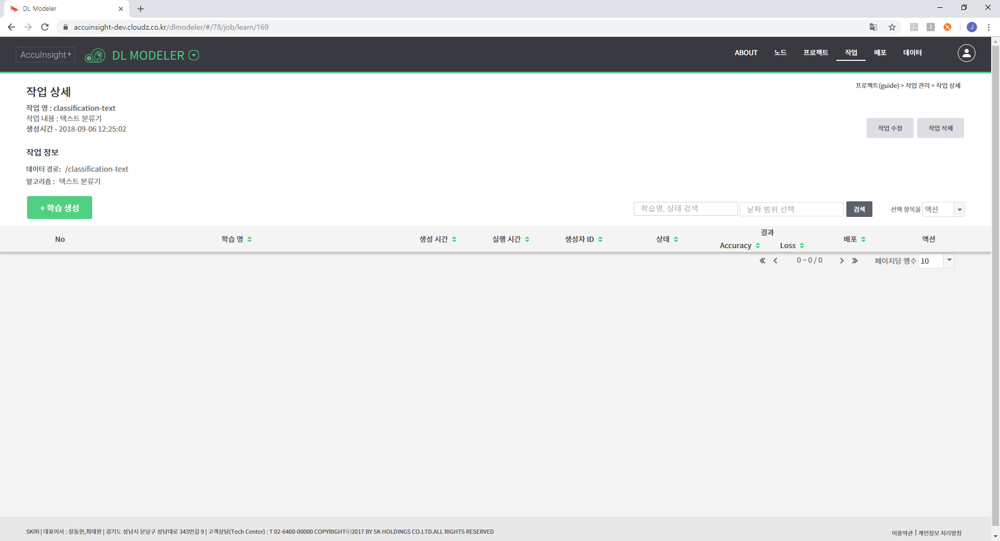 DL Modeler
accuinsight-dev.cloudz.co.kr/dlmodeler/#/78/job/learn/169
J
AccuInsight+
DL MODELER
ABOUT 노드 프로젝트 작업 배포 데이터
작업 상세
프로젝트(guide) > 작업 관리 > 작업 상세
작업 명 : classification-text
작업 내용 : 텍스트 분류기
생성시간 - 2018-09-06 12:25:02
작업 수정 작업 삭제
작업 정보
데이터 경로: /classification-text
알고리즘 : 텍스트 분류기
+ 학습 생성
학습명, 상태 검색 날짜 범위 선택 검색 선택 항목을 액션
No 학습 명 생성 시간 실행 시간 생성자 ID 상태 결과 배포 액션
Accuracy Loss
0 ~ 0 / 0 페이지당 행수 10
SK㈜ | 대표이사 : 장동현,최태원 | 경기도 성남시 분당구 성남대로 343번길 9 | 고객상담(Tech Center) : T 02-6400-00000 COPYRIGHTⓒ2017 BY SK HOLDINGS CO.LTD.ALL RIGHTS RESERVED
이용약관 | 개인정보 처리방침